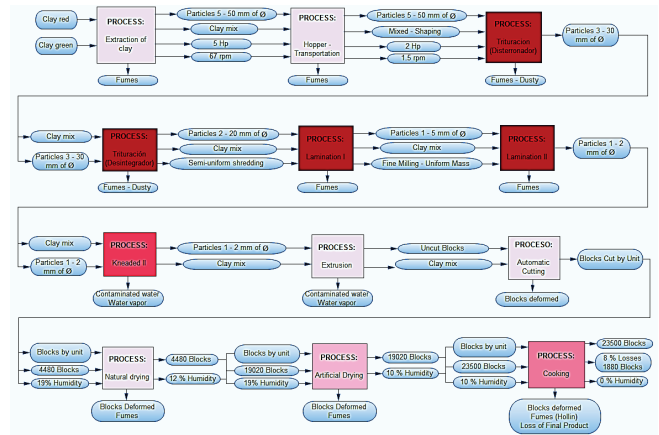 Clay red
Clay green
PROCESS:
Extraction of
clay
Fumes
Particles 5 - 50 mm of Ø
Clay mix
5 Hp
67 rpm
PROCESS:
Hopper -
Transportation
Fumes
Particles 5 - 50 mm of Ø
Mixed - Shaping
2 Hp
1.5 rpm
PROCESS:
Trituracion
(Disterronador)
Fumes - Dusty
Particles 3 - 30
mm of Ø
Clay mix
Particles 3 - 30
mm of Ø
PROCESS:
Trituración
(Desintegrador)
Fumes - Dusty
Particles 2 - 20 mm of Ø
Clay mix
Semi-uniform shredding
PROCESS:
Lamination I
Fumes
Particles 1 - 5 mm of Ø
Clay mix
Fine Milling - Uniform Mass
PROCESS:
Lamination II
Fumes
Particles 1 - 2
mm of Ø
Clay mix
Particles 1 - 2
mm of Ø
PROCESS:
Kneaded II
Contaminated water
Water vapor
Particles 1 - 2 mm of Ø
Clay mix
PROCESS:
Extrusion
Contaminated water
Water vapor
Uncut Blocks
Clay mix
PROCESO:
Automatic
Cutting
Blocks deformed
Blocks Cut by Unit
Blocks by unit
4480 Blocks
19% Humidity
PROCESS:
Natural drying
Blocks Deformed
Fumes
4480 Blocks
12 % Humidity
Blocks by unit
19020 Blocks
19% Humidity
PROCESS:
Artificial Drying
Blocks Deformed
Fumes
19020 Blocks
10 % Humidity
Blocks by unit
23500 Blocks
10 % Humidity
PROCESS:
Cooking
Blocks deformed
Fumes (Hollin)
Loss of Final Product
23500 Blocks
8 % Losses
1880 Blocks
0 % Humidity